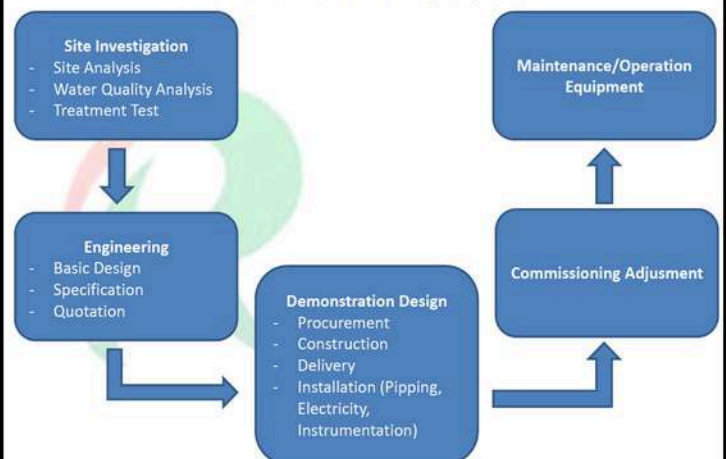 Site Investigation
- Site Analysis
- Water Quality Analysis
- Treatment Test
Engineering
- Basic Design
- Specification
- Quotation
Demonstration Design
- Procurement
- Construction
- Delivery
- Installation (Pipping,
Electricity,
Instrumentation)
Commissioning Adjusment
Maintenance/Operation
Equipment